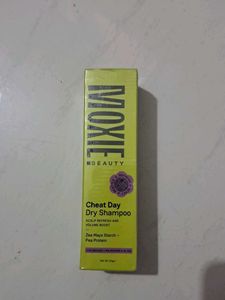 MOXIE
BEAUTY
Cheat Day
Dry Shampoo
SCALP REFRESH AND
VOLUME BOOST
Zea Mays Starch +
Pea Protein